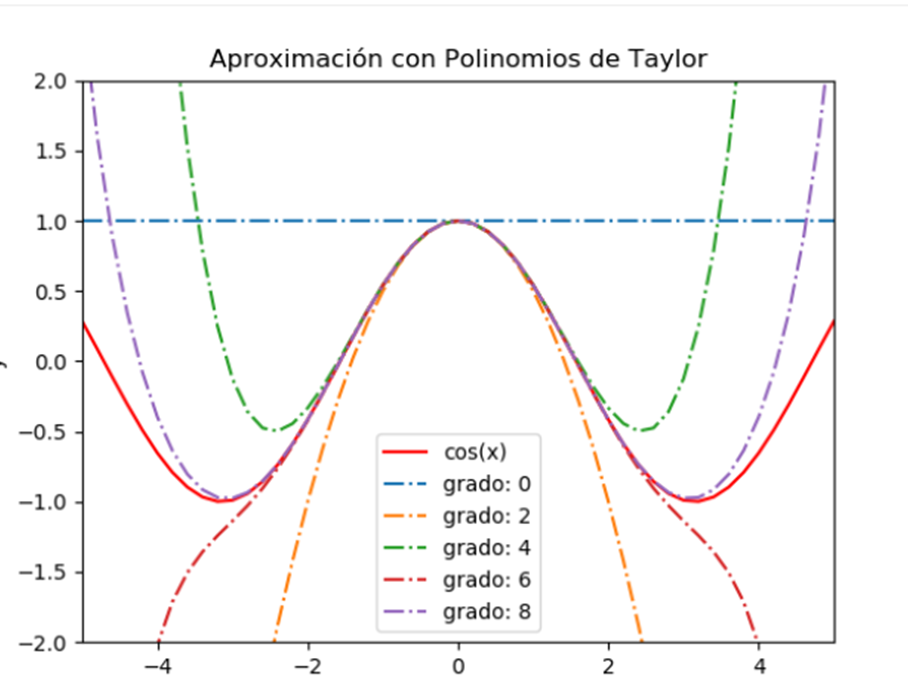 Aproximación con Polinomios de Taylor
2.0
1.5
1.0
0.5
0.0
−0.5
−1.0
−1.5
−2.0
cos(x)
grado: 0
grado: 2
grado: 4
grado: 6
grado: 8
−4 −2 0 2 4